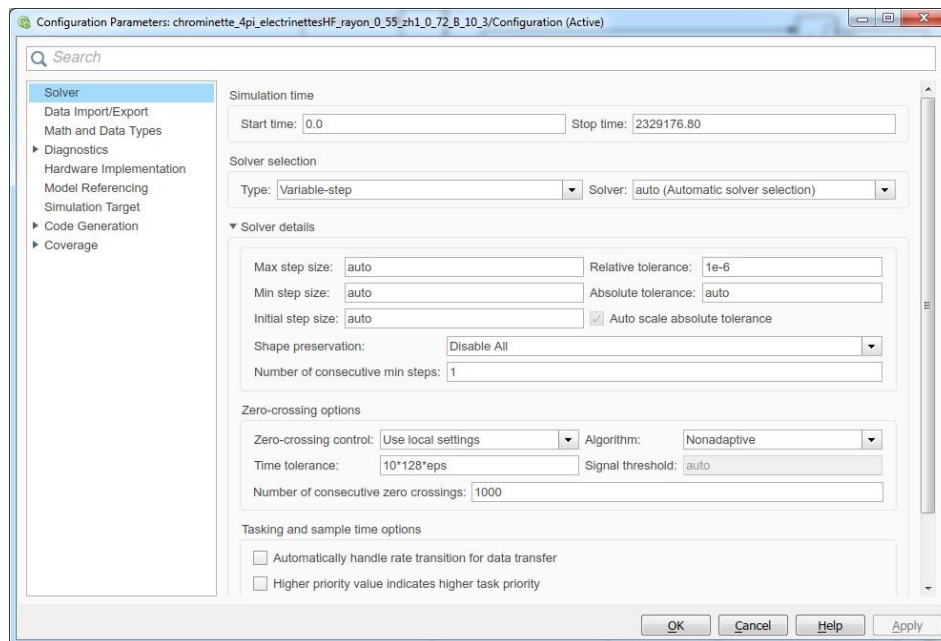 Configuration Parameters: chrominette_4pi_electrinettesHF_rayon_0_55_zh1_0_72_B_10_3/Configuration (Active)
Search
Solver
Data Import/Export
Math and Data Types
Diagnostics
Hardware Implementation
Model Referencing
Simulation Target
Code Generation
Coverage
Simulation time
Start time: 0.0 Stop time: 2329176.80
Solver selection
Type: Variable-step Solver: auto (Automatic solver selection)
Solver details
Max step size: auto Relative tolerance: 1e-6
Min step size: auto Absolute tolerance: auto
Initial step size: auto Auto scale absolute tolerance
Shape preservation: Disable All
Number of consecutive min steps: 1
Zero-crossing options
Zero-crossing control: Use local settings Algorithm: Nonadaptive
Time tolerance: 10*128*eps Signal threshold: auto
Number of consecutive zero crossings: 1000
Tasking and sample time options
Automatically handle rate transition for data transfer
Higher priority value indicates higher task priority
OK Cancel Help Apply